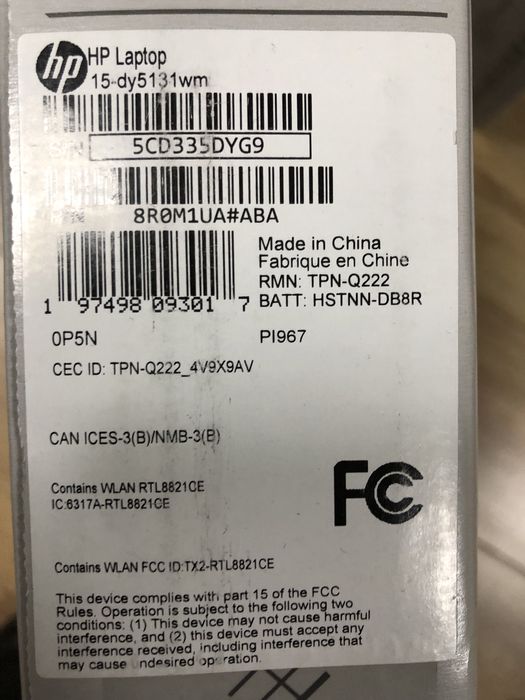 hp HP Laptop
15-dy5131wm
5CD335DYG9
8R0M1UA#ABA
Made in China
Fabrique en Chine
RMN: TPN-Q222
BATT: HSTNN-DB8R
1 97498 09301 7
0P5N PI967
CEC ID: TPN-Q222_4V9X9AV
CAN ICES-3(B)/NMB-3(B)
Contains WLAN RTL8821CE
IC:6317A-RTL8821CE
FC
Contains WLAN FCC ID:TX2-RTL8821CE
This device complies with part 15 of the FCC
Rules. Operation is subject to the following two
conditions: (1) This device may not cause harmful
interference, and (2) this device must accept any
interference received, including interference that
may cause undesired operation.